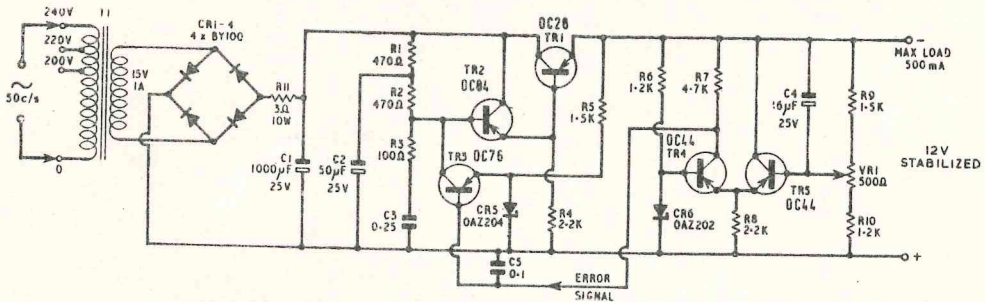 240V
220V
200V
50c/s
0
T1
15V
1A
CR1-4
4 x BY100
R11
3Ω
10W
C1
1000μF
25V
C2
50μF
25V
R1
470Ω
R2
470Ω
R3
100Ω
C3
0·25
TR2
OC84
TR3
OC76
OC28
TR1
CR5
OAZ204
R4
2·2K
R5
1·5K
C5
0·1
ERROR
SIGNAL
R6
1·2K
R7
4·7K
OC44
TR4
CR6
OAZ202
R8
2·2K
TR5
OC44
C4
16μF
25V
R9
1·5K
VR1
500Ω
R10
1·2K
−
MAX LOAD
500mA
12V
STABILIZED
+